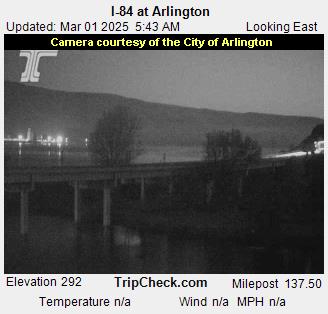 I-84 at Arlington
Updated: Mar 01 2025 5:43 AM Looking East
Camera courtesy of the City of Arlington
Elevation 292 TripCheck.com Milepost 137.50
Temperature n/a Wind n/a MPH n/a